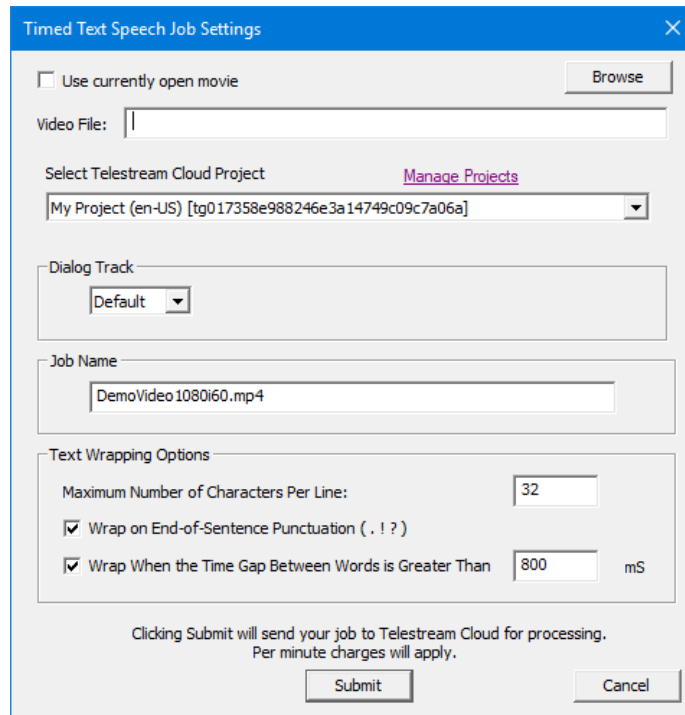 Timed Text Speech Job Settings
Use currently open movie
Browse
Video File:
Select Telestream Cloud Project
Manage Projects
My Project (en-US) [tg017358e988246e3a14749c09c7a06a]
Dialog Track
Default
Job Name
DemoVideo1080i60.mp4
Text Wrapping Options
Maximum Number of Characters Per Line:
32
Wrap on End-of-Sentence Punctuation ( . ! ? )
Wrap When the Time Gap Between Words is Greater Than
800
mS
Clicking Submit will send your job to Telestream Cloud for processing.
Per minute charges will apply.
Submit
Cancel